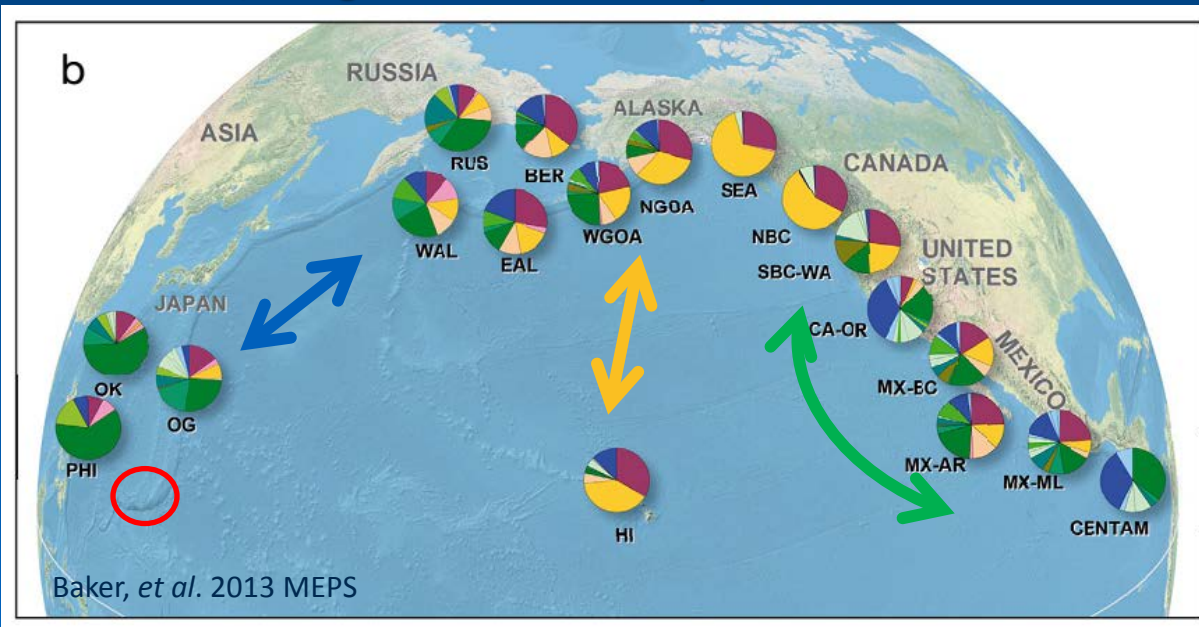 b
RUSSIA
ASIA
ALASKA
CANADA
UNITED
STATES
MEXICO
JAPAN
RUS
BER
NGOA
SEA
WAL
EAL
WGOA
NBC
SBC-WA
CA-OR
MX-BC
MX-AR
MX-ML
CENTAM
OK
OG
PHI
HI
Baker, et al. 2013 MEPS